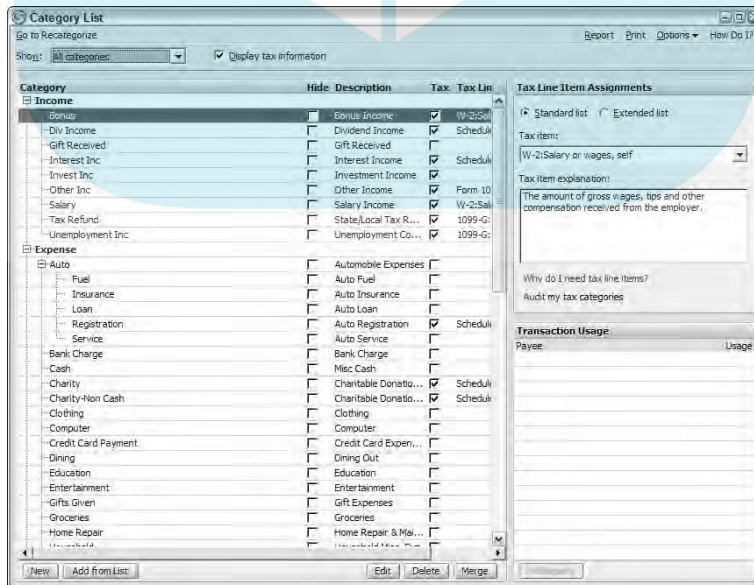 Category List
Go to Recategorize Report Print Options How Do I?
Show: All categories Display tax information
Category Hide Description Tax Tax Lin
Income
Bonus Bonus Income W-2:Sal
Div Income Dividend Income Schedule
Gift Received Gift Received
Interest Inc Interest Income Schedule
Invest Inc Investment Income
Other Inc Other Income Form 10
Salary Salary Income W-2:Sal
Tax Refund State/Local Tax R... 1099-G:
Unemployment Inc Unemployment Co... 1099-G:
Expense
Auto Automobile Expenses
Fuel Auto Fuel
Insurance Auto Insurance
Loan Auto Loan
Registration Auto Registration Schedule
Service Auto Service
Bank Charge Bank Charge
Cash Misc Cash
Charity Charitable Donatio... Schedule
Charity-Non Cash Charitable Donatio... Schedule
Clothing Clothing
Computer Computer
Credit Card Payment Credit Card Expen...
Dining Dining Out
Education Education
Entertainment Entertainment
Gifts Given Gift Expenses
Groceries Groceries
Home Repair Home Repair & Mai...
New Add from List Edit Delete Merge
Tax Line Item Assignments
Standard list Extended list
Tax item:
W-2:Salary or wages, self
Tax item explanation:
The amount of gross wages, tips and other
compensation received from the employer.
Why do I need tax line items?
Audit my tax categories
Transaction Usage
Payee Usage